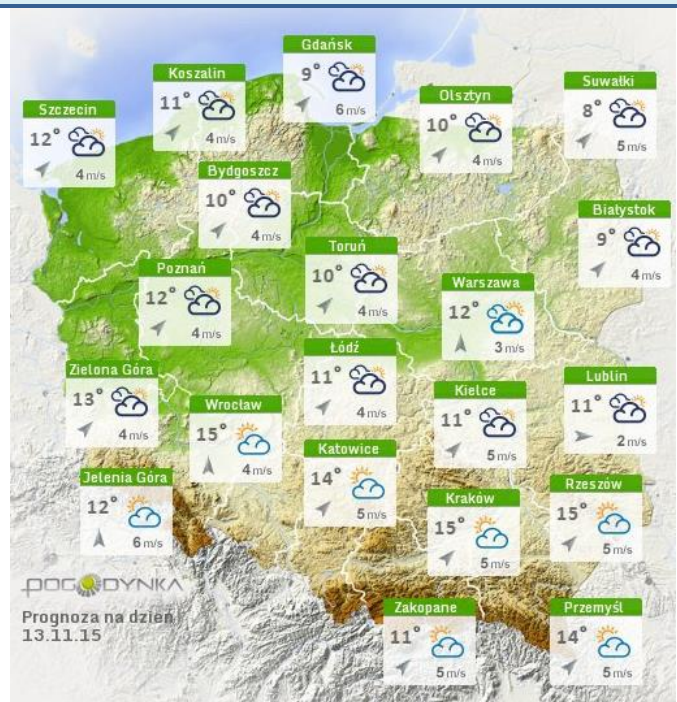 Gdańsk
9°
6 m/s
Koszalin
11°
4 m/s
Suwałki
8°
5 m/s
Olsztyn
10°
4 m/s
Szczecin
12°
4 m/s
Bydgoszcz
10°
4 m/s
Białystok
9°
4 m/s
Toruń
10°
4 m/s
Poznań
12°
4 m/s
Warszawa
12°
3 m/s
Łódź
11°
4 m/s
Zielona Góra
13°
4 m/s
Lublin
11°
2 m/s
Kielce
11°
5 m/s
Wrocław
15°
4 m/s
Katowice
14°
5 m/s
Jelenia Góra
12°
6 m/s
Rzeszów
15°
5 m/s
Kraków
15°
5 m/s
POGODYNKA
Prognoza na dzień
13.11.15
Zakopane
11°
5 m/s
Przemyśl
14°
5 m/s